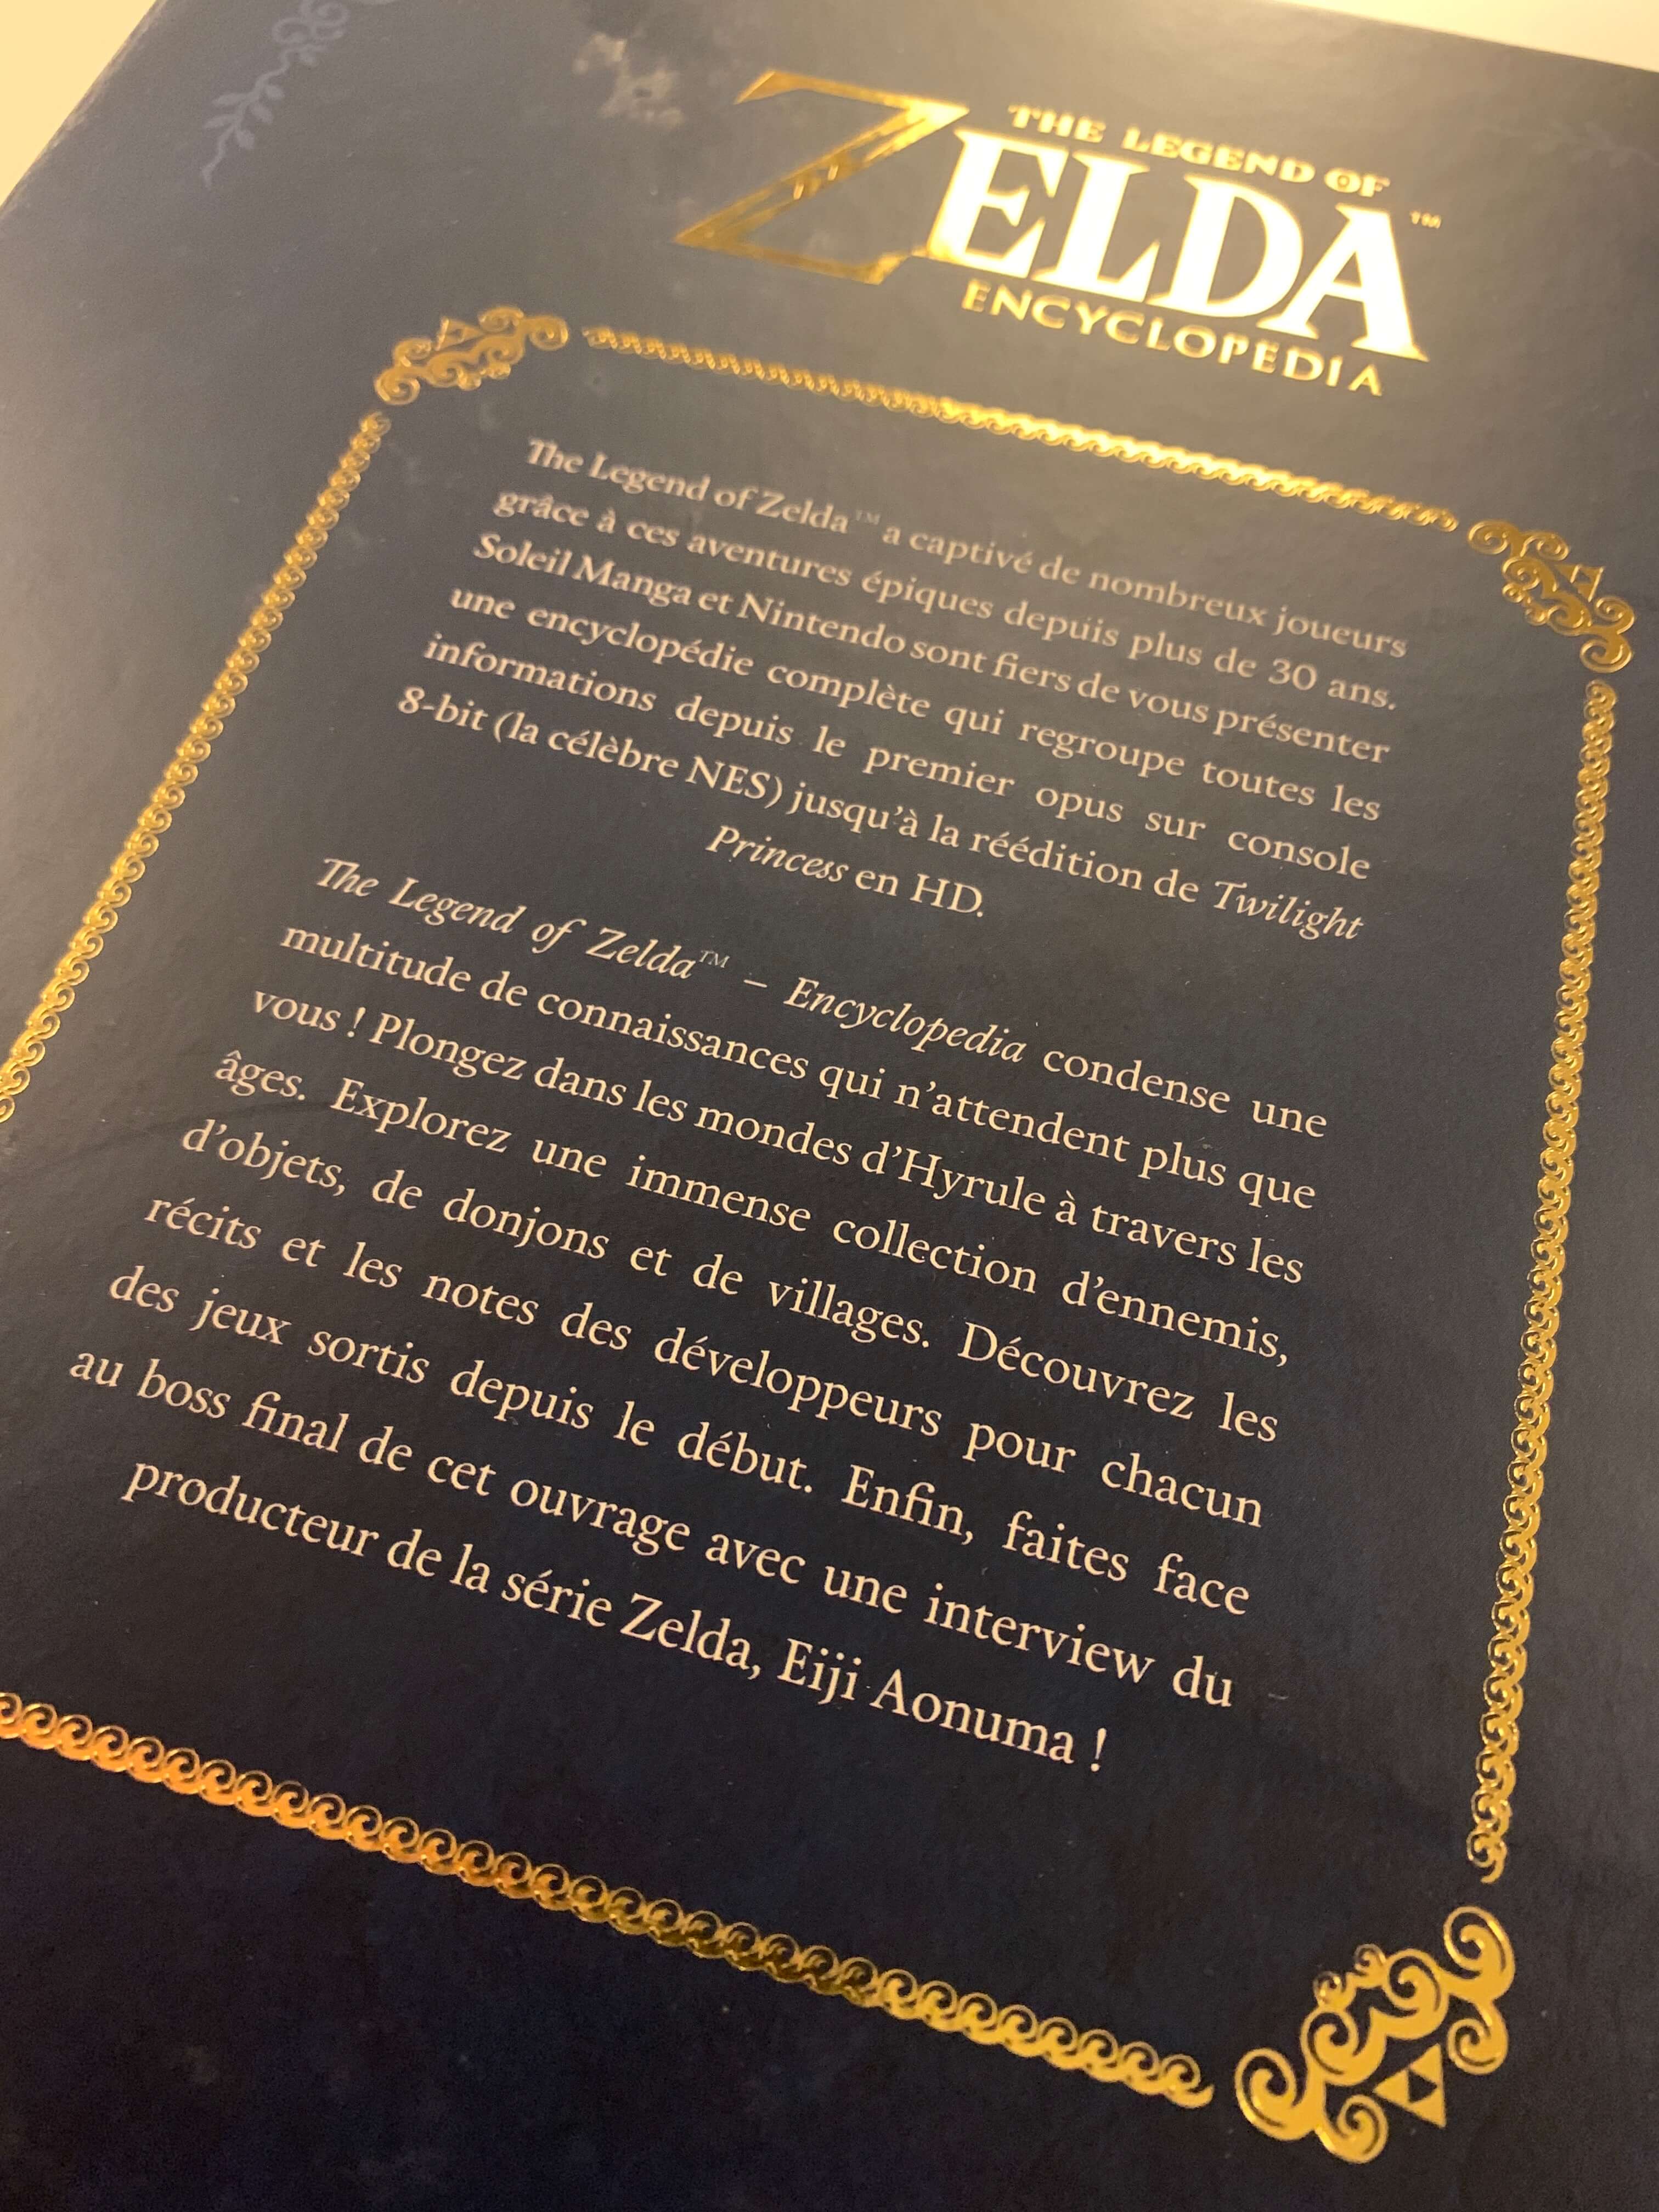 THE LEGEND OF
ZELDA™
ENCYCLOPEDIA
The Legend of Zelda™ a captivé de nombreux joueurs
grâce à ces aventures épiques depuis plus de 30 ans.
Soleil Manga et Nintendo sont fiers de vous présenter
une encyclopédie complète qui regroupe toutes les
informations depuis le premier opus sur console
8-bit (la célèbre NES) jusqu’à la réédition de Twilight
Princess en HD.
The Legend of Zelda™ – Encyclopedia condense une
multitude de connaissances qui n’attendent plus que
vous ! Plongez dans les mondes d’Hyrule à travers les
âges. Explorez une immense collection d’ennemis,
d’objets, de donjons et de villages. Découvrez les
récits et les notes des développeurs pour chacun
des jeux sortis depuis le début. Enfin, faites face
au boss final de cet ouvrage avec une interview du
producteur de la série Zelda, Eiji Aonuma !